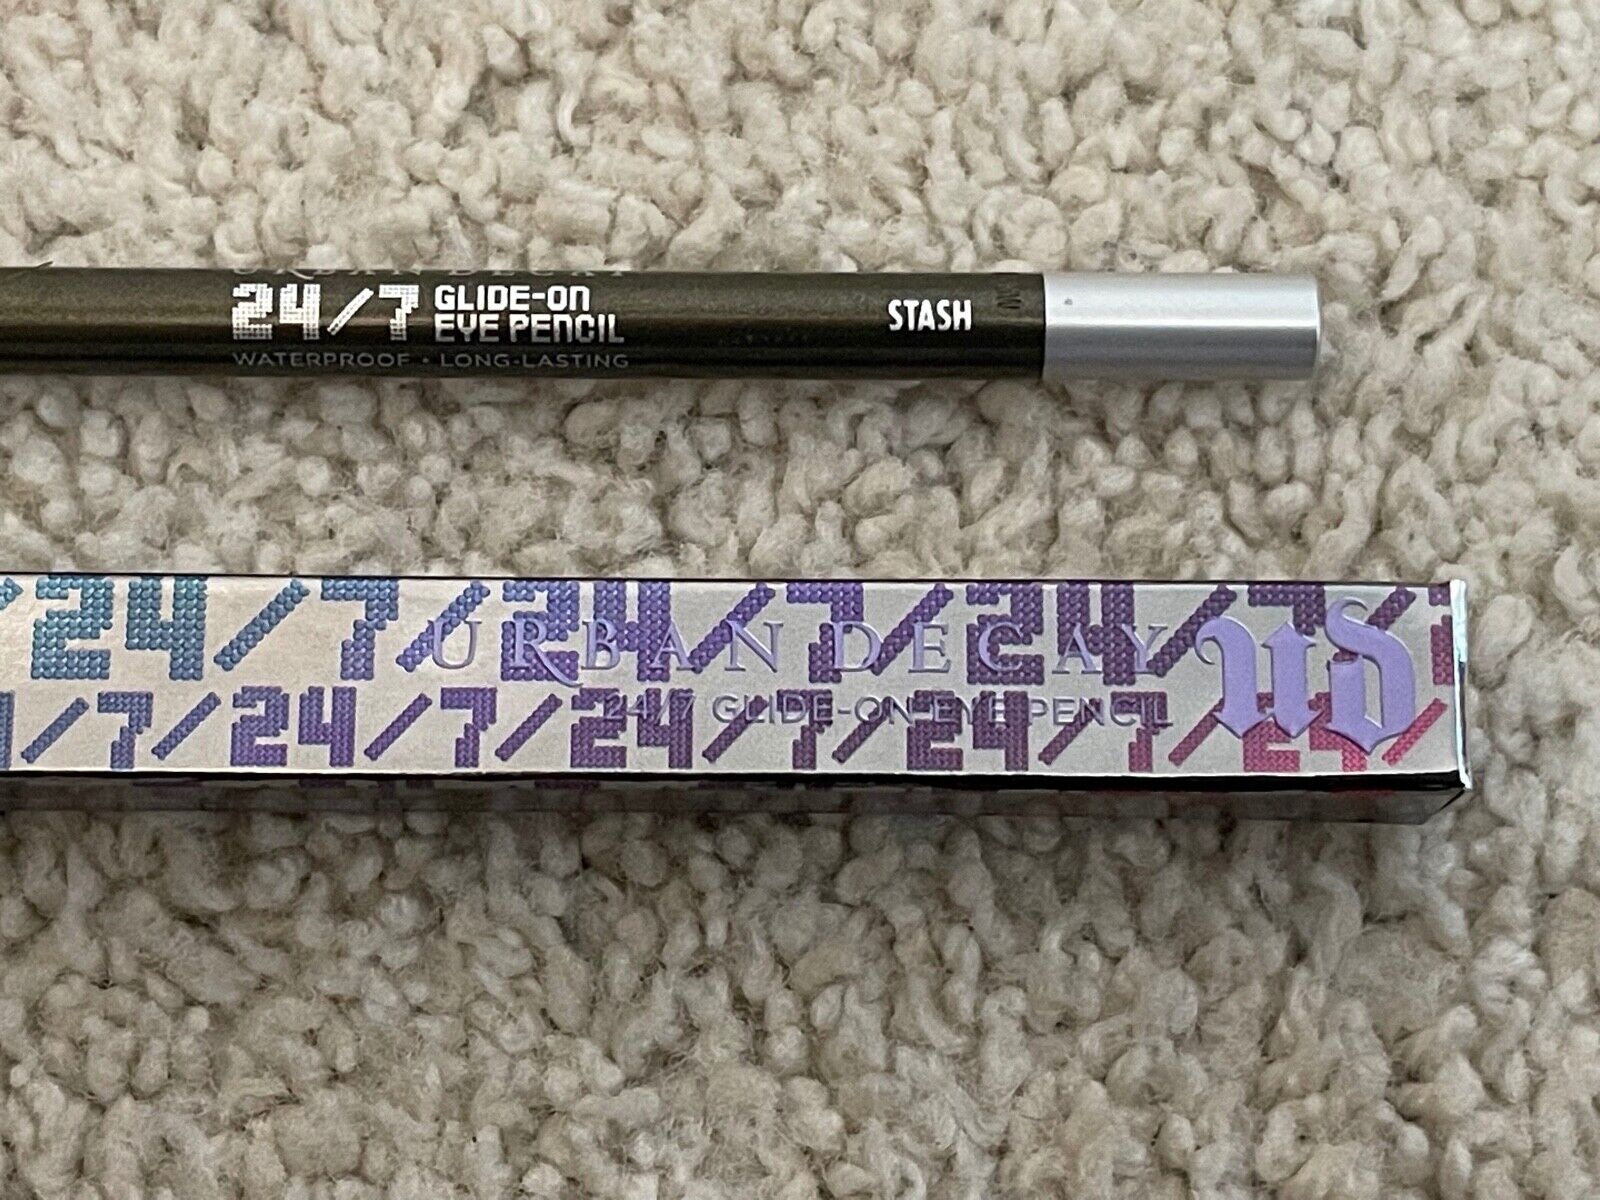 URBAN DECAY
24/7 GLIDE-ON
EYE PENCIL
WATERPROOF • LONG-LASTING
STASH
24/7/24/7/24/7/
URBAN DECAY
UD
24/7 GLIDE-ON EYE PENCIL
/7/24/7/24/7/24/7/24/